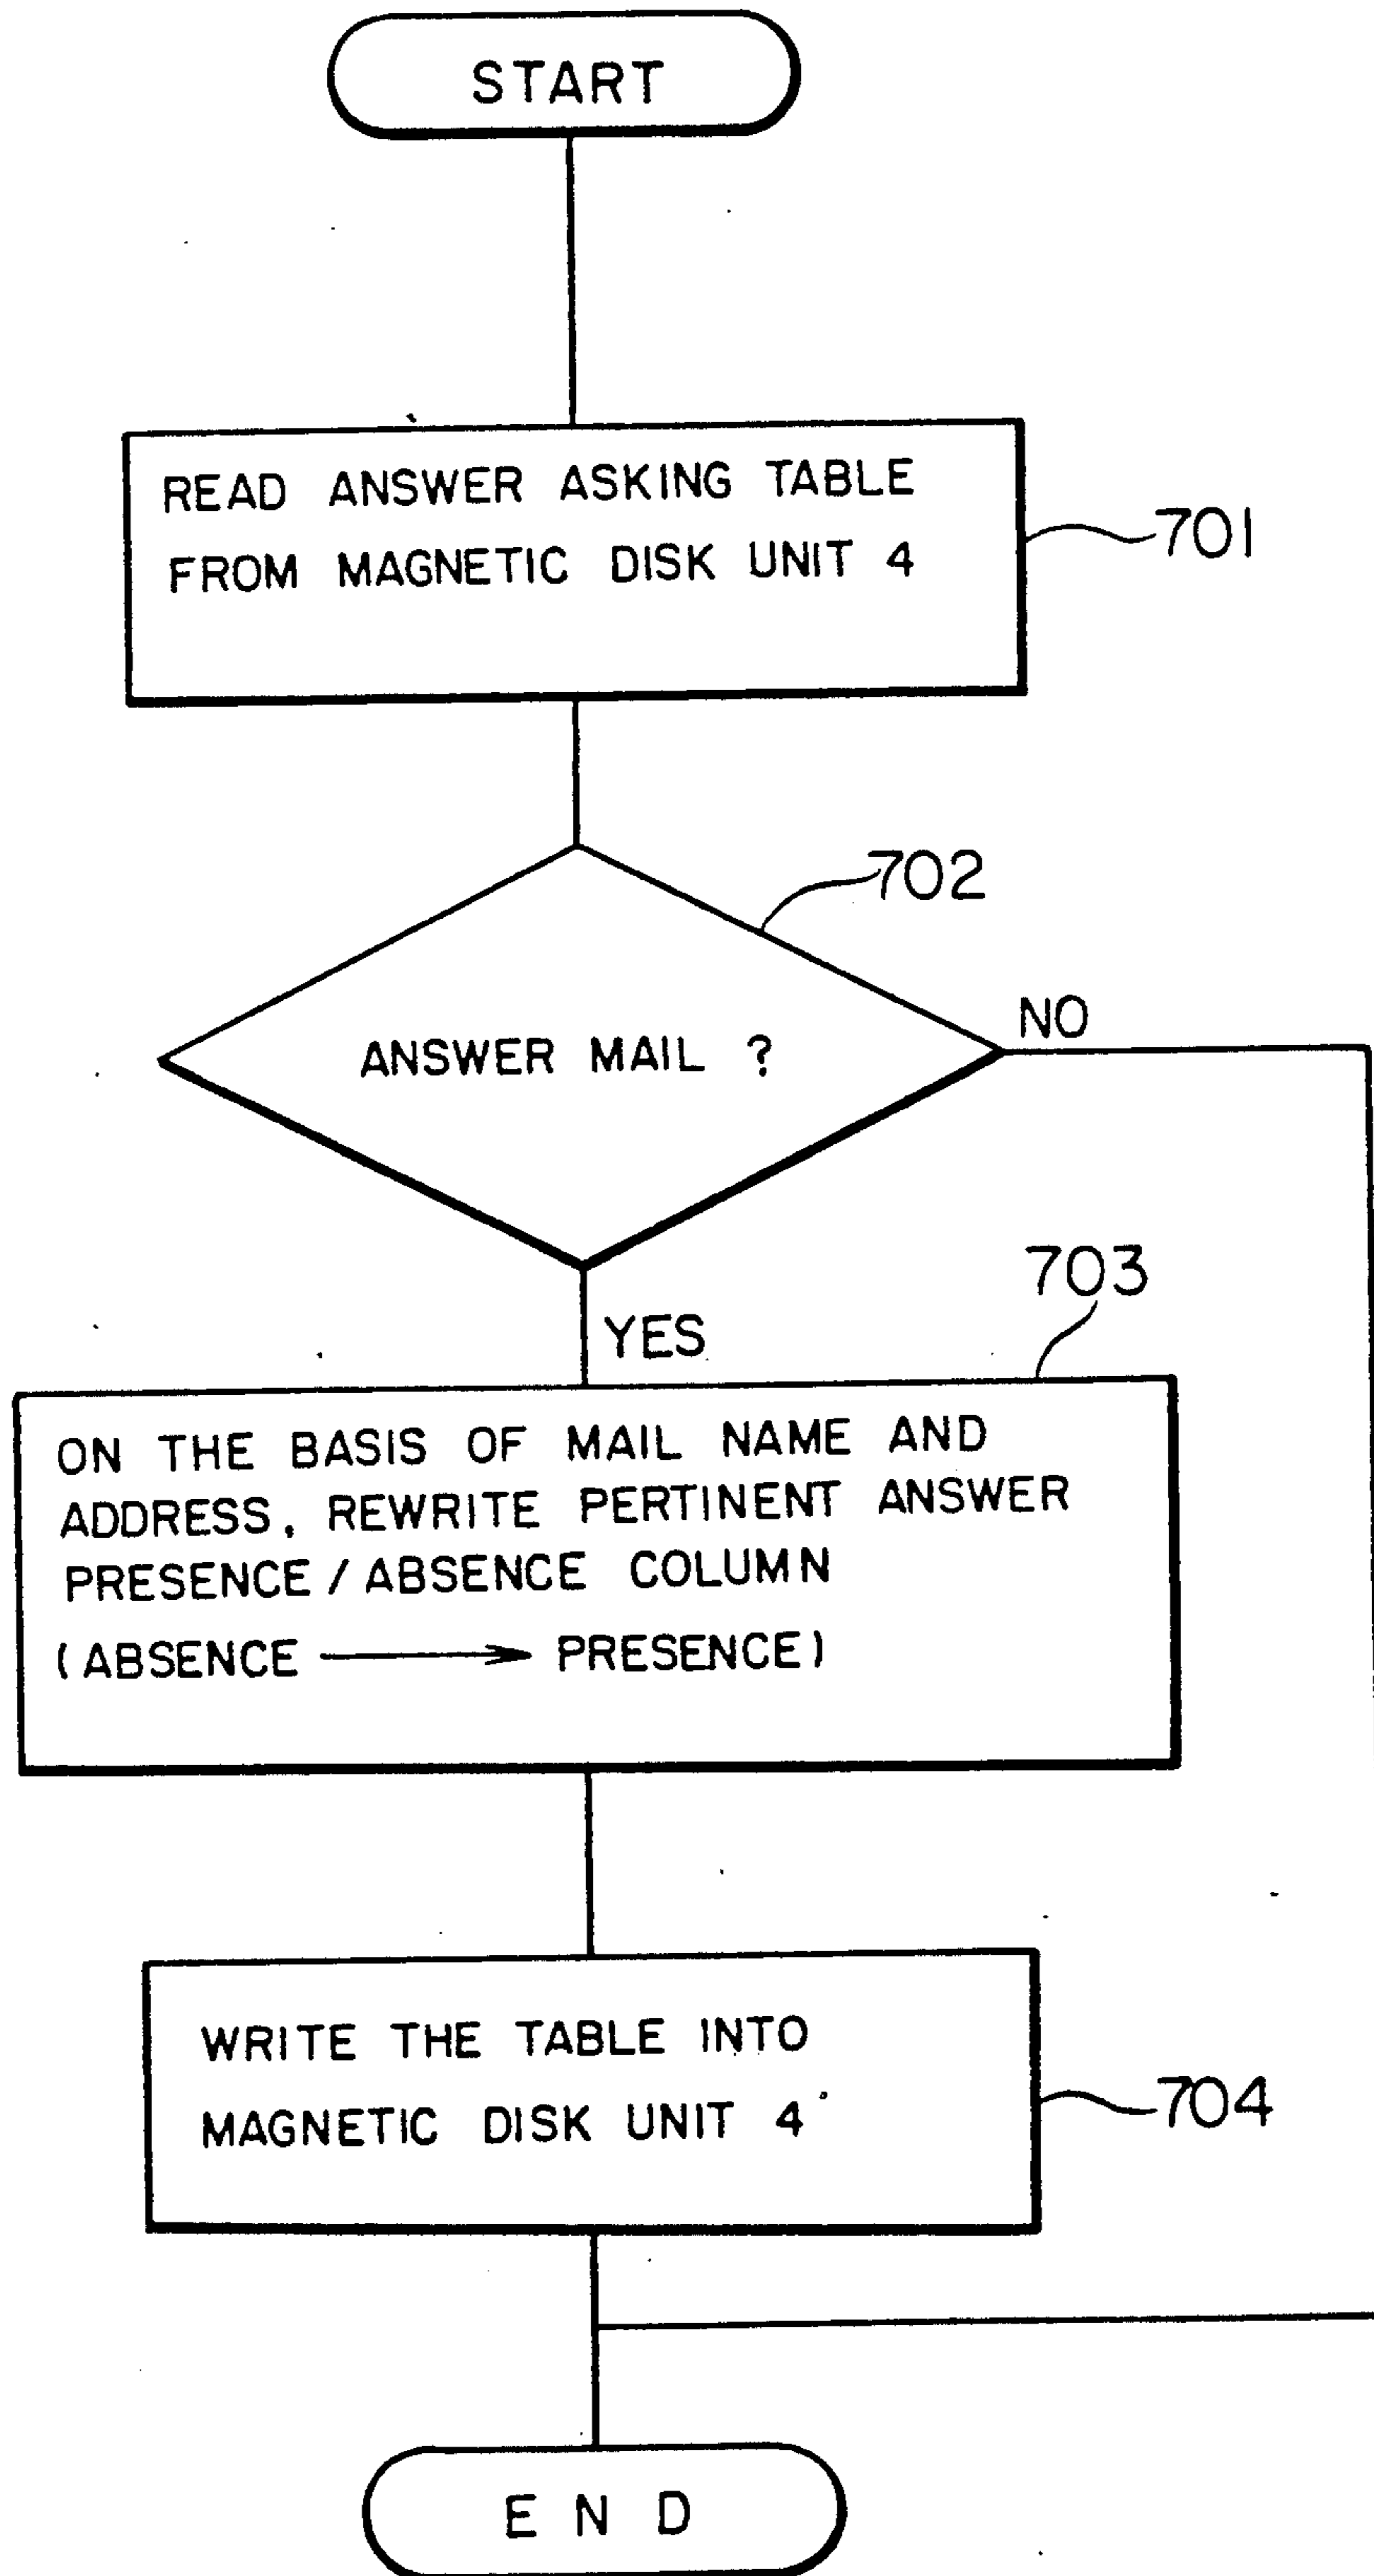 START
READ ANSWER ASKING TABLE
FROM MAGNETIC DISK UNIT 4
701
702
ANSWER MAIL ?
NO
YES
703
ON THE BASIS OF MAIL NAME AND
ADDRESS, REWRITE PERTINENT ANSWER
PRESENCE / ABSENCE COLUMN
(ABSENCE → PRESENCE)
WRITE THE TABLE INTO
MAGNETIC DISK UNIT 4
704
END